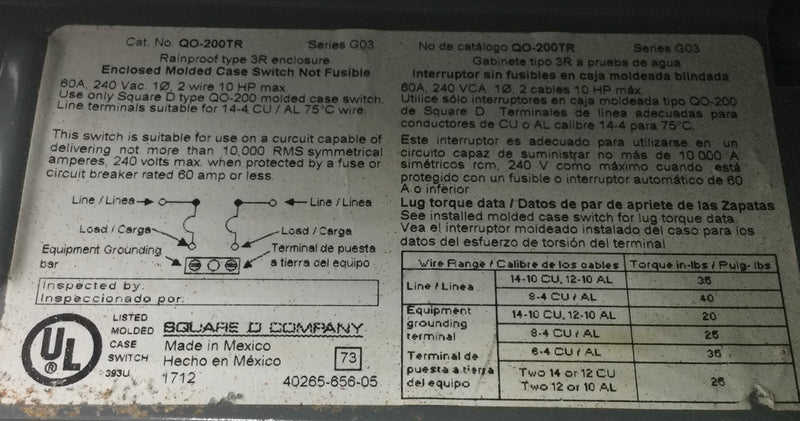 Cat. No. QO-200TR Series G03
Rainproof type 3R enclosure
Enclosed Molded Case Switch Not Fusible
60A, 240 Vac. 1Ø, 2 wire 10 HP max.
Use only Square D type QO-200 molded case switch.
Line terminals suitable for 14-4 CU / AL 75°C wire.
This switch is suitable for use on a curcuit capable of
delivering not more than 10,000 RMS symmetrical
amperes, 240 volts max. when protected by a fuse or
circuit breaker rated 60 amp or less.
Line / Linea
Line / Linea
Load / Carga
Load / Carga
Equipment Grounding
bar
Terminal de puesta
a tierra del equipo
Inspected by:
Inspeccionado por:
UL
®
LISTED
MOLDED
CASE
SWITCH
393U
SQUARE D COMPANY
Made in Mexico
Hecho en México
1712
73
40265-656-05
No de catálogo QO-200TR Series G03
Gabinete tipo 3R a prueba de agua
Interruptor sin fusibles en caja moldeada blindada
60A, 240 VCA. 1Ø, 2 cables 10 HP máx.
Utilice sólo interruptores en caja moldeada tipo QO-200
de Square D. Terminales de línea adecuadas para
conductores de CU o AL calibre 14-4 para 75°C.
Este interruptor es adecuado para utilizarse en un
circuito capaz de suministrar no más de 10 000 A
simétricos rcm, 240 V como máximo cuando está
protegido con un fusible o interruptor automático de 60
A o inferior
Lug torque data / Datos de par de apriete de las Zapatas
See installed molded case switch for lug torque data.
Vea el interruptor moldeado instalado del caso para los
datos del esfuerzo de torsión del terminal
Wire Range / Calibre de los cables Torque in-lbs / Pulg- lbs
Line / Linea 14-10 CU, 12-10 AL 35
8-4 CU / AL 40
Equipment grounding terminal 14-10 CU, 12-10 AL 20
8-4 CU / AL 25
Terminal de puesta a tierra del equipo 6-4 CU / AL 35
Two 14 or 12 CU
Two 12 or 10 AL 25